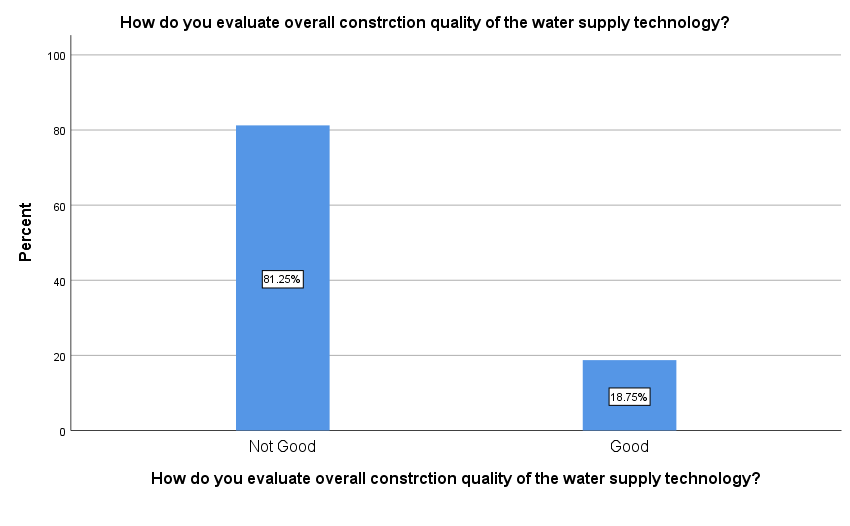 How do you evaluate overall constrction quality of the water supply technology?
100
80
60
40
20
0
Percent
81.25%
18.75%
Not Good
Good
How do you evaluate overall constrction quality of the water supply technology?